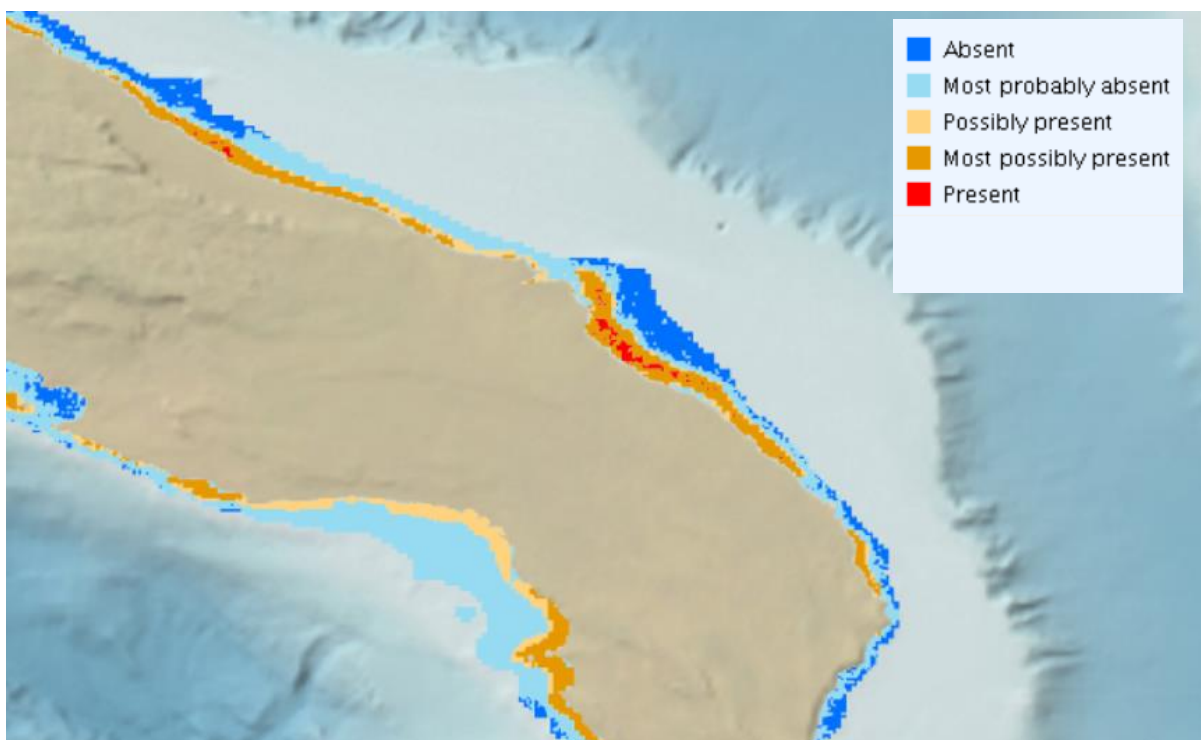 Absent
Most probably absent
Possibly present
Most possibly present
Present